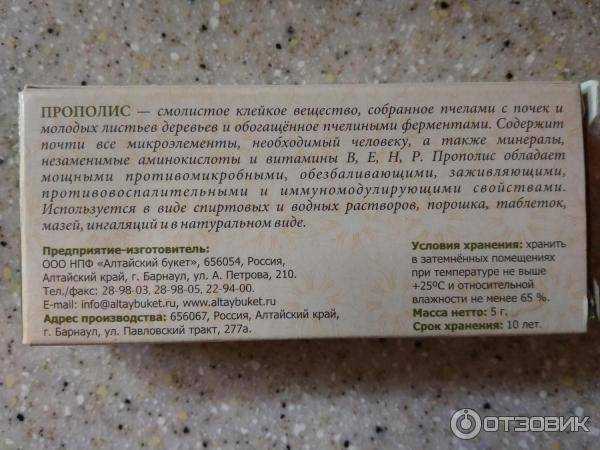 ПРОПОЛИС — смолистое клейкое вещество, собранное пчелами с почек и
молодых листьев деревьев и обогащённое пчелиными ферментами. Содержит
почти все микроэлементы, необходимый человеку, а также минералы,
незаменимые аминокислоты и витамины В, Е, Н, Р. Прополис обладает
мощными противомикробными, обезбаливающими, заживляющими,
противовоспалительными и иммуномодулирующими свойствами.
Используется в виде спиртовых и водных растворов, порошка, таблеток,
мазей, ингаляций и в натуральном виде.
Предприятие-изготовитель:
ООО НПФ «Алтайский букет», 656054, Россия,
Алтайский край, г. Барнаул, ул. А. Петрова, 210.
Тел./факс: 28-98-03, 28-98-05, 22-94-00.
E-mail: info@altaybuket.ru, www.altaybuket.ru
Адрес производства: 656067, Россия, Алтайский край,
г. Барнаул, ул. Павловский тракт, 277а.
Условия хранения: хранить
в затемнённых помещениях
при температуре не выше
+25ºС и относительной
влажности не менее 65 %.
Масса нетто: 5 г.
Срок хранения: 10 лет.
ОТЗОВИК